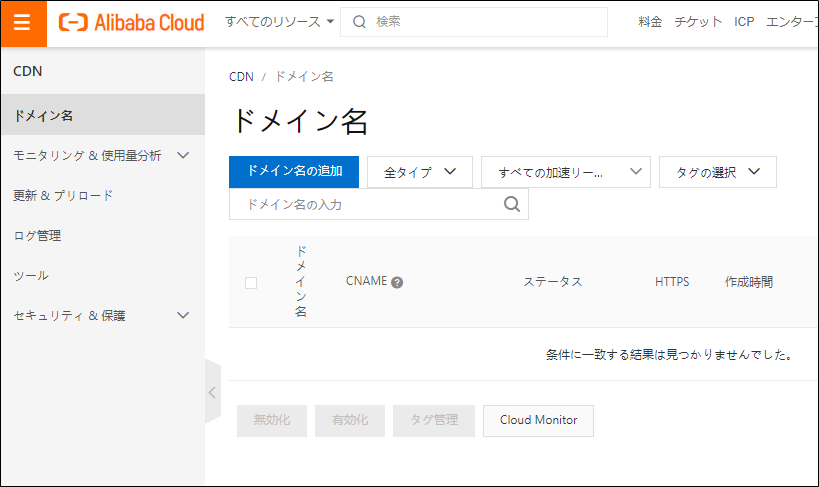 Alibaba Cloud すべてのリソース 検索 料金 チケット ICP
CDN
ドメイン名
モニタリング & 使用量分析
更新 & プリロード
ログ管理
ツール
セキュリティ & 保護
CDN / ドメイン名
ドメイン名
ドメイン名の追加 全タイプ すべての加速リー... タグの選択
ドメイン名の入力
ドメイン名 CNAME ? ステータス HTTPS 作成時間
条件に一致する結果は見つかりませんでした。
無効化 有効化 タグ管理 Cloud Monitor